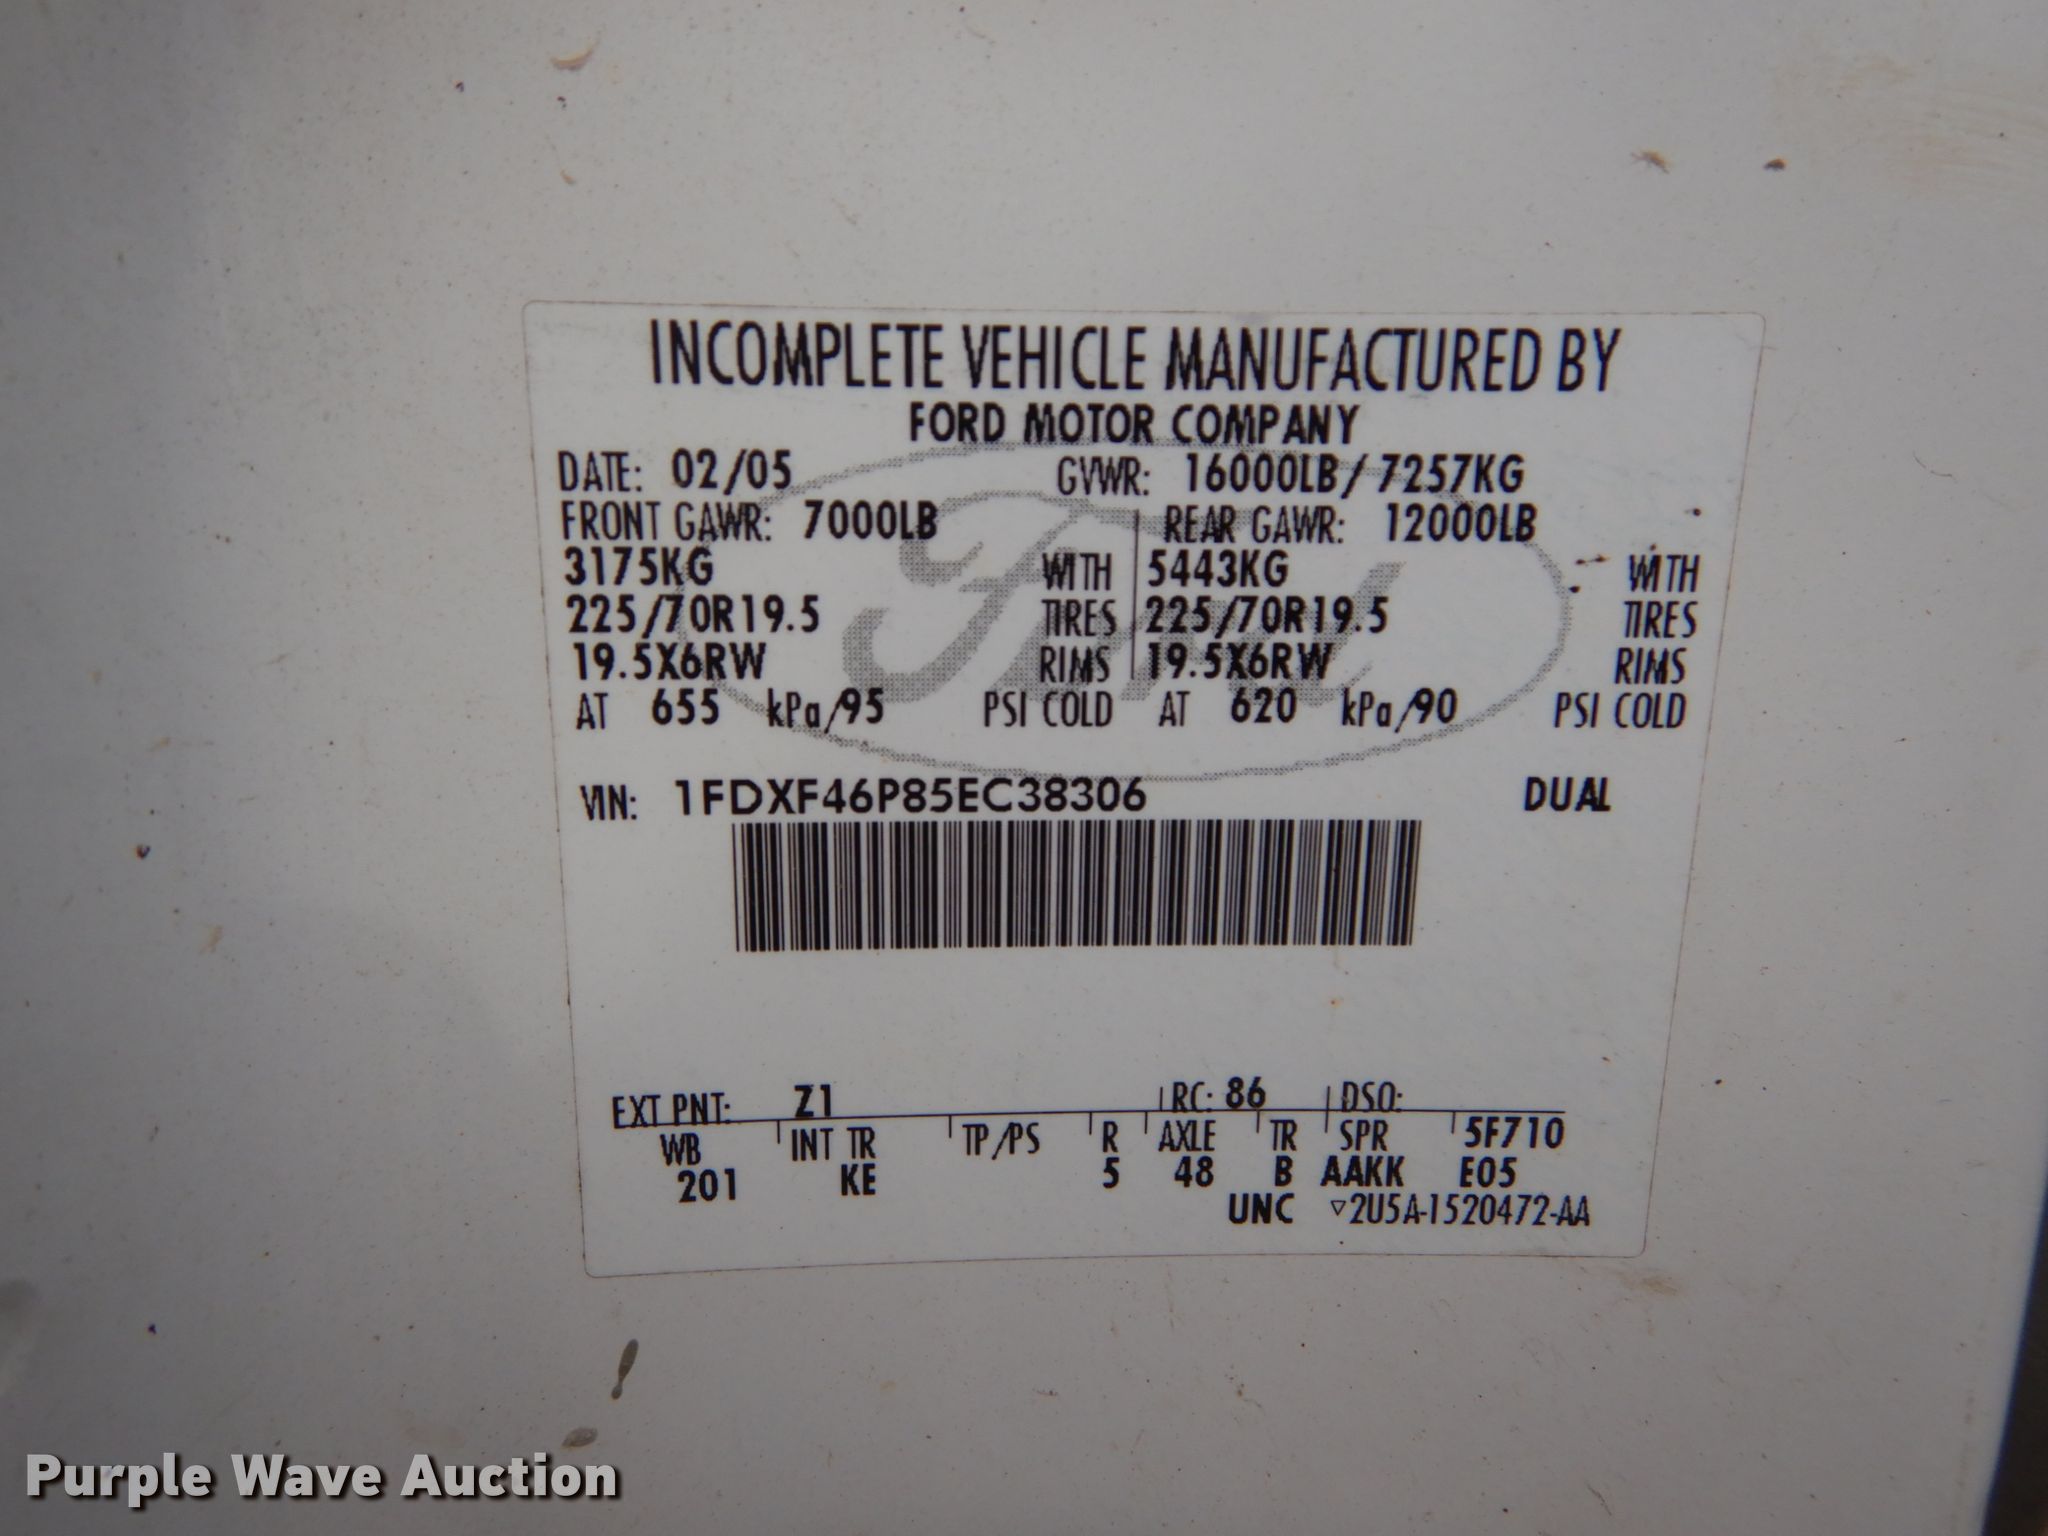 INCOMPLETE VEHICLE MANUFACTURED BY
FORD MOTOR COMPANY
DATE: 02/05 GVWR: 16000LB / 7257KG
FRONT GAWR: 7000LB REAR GAWR: 12000LB
3175KG WITH 5443KG WITH
225/70R19.5 TIRES 225/70R19.5 TIRES
19.5X6RW RIMS 19.5X6RW RIMS
AT 655 kPa/95 PSI COLD AT 620 kPa/90 PSI COLD
VIN: 1FDXF46P85EC38306 DUAL
EXT PNT: Z1 RC: 86 DSO:
WB INT TR TP/PS R AXLE TR SPR 5F710
201 KE 5 48 B AAKK E05
UNC ▽2U5A-1520472-AA
Ford
Purple Wave Auction